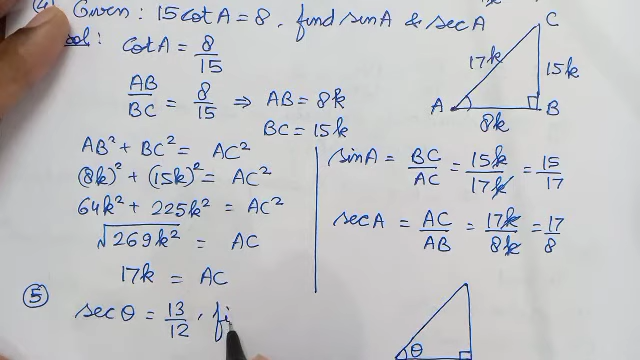 (4) Given : 15 cot A = 8 , find sin A & sec A
Sol :
cot A = 8/15
AB/BC = 8/15 ⇒ AB = 8k
BC = 15k
AB² + BC² = AC²
(8k)² + (15k)² = AC²
64k² + 225k² = AC²
√269k² = AC
17k = AC
C
17k
15k
A
B
8k
sin A = BC/AC = 15k/17k = 15/17
sec A = AC/AB = 17k/8k = 17/8
(5) sec θ = 13/12 , fi
θ